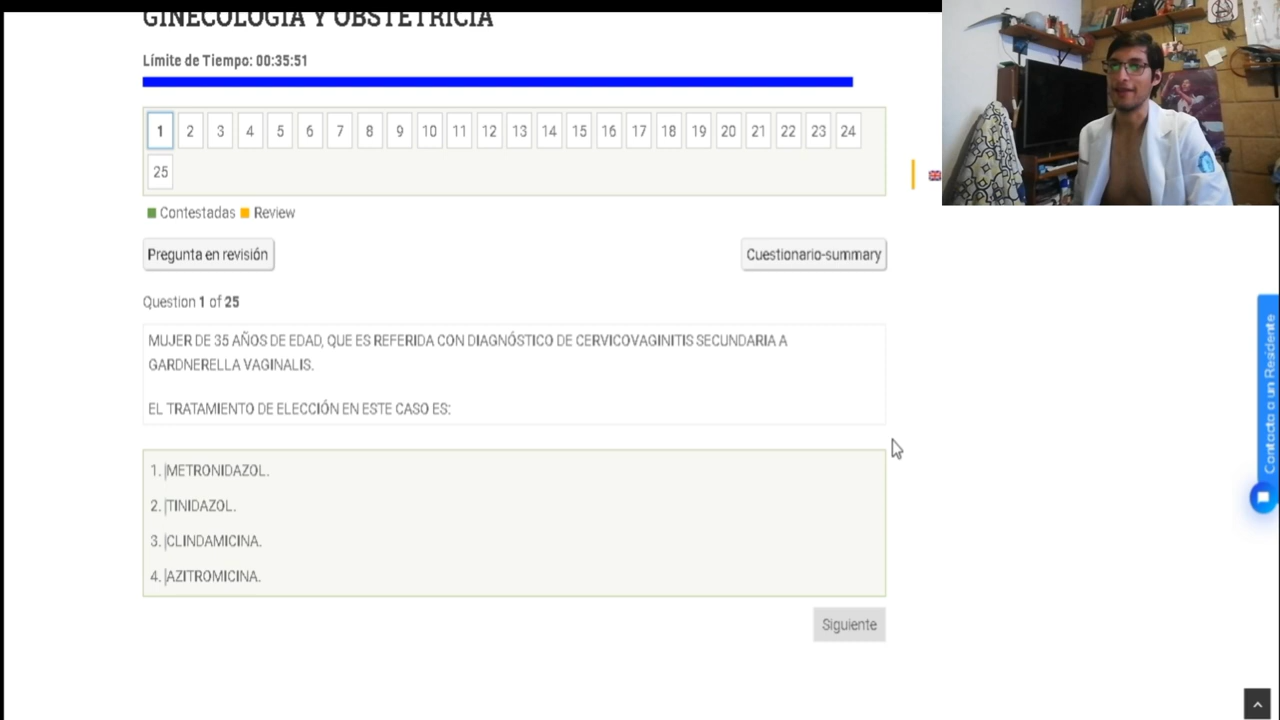 GINECOLOGÍA Y OBSTETRICIA
Límite de Tiempo: 00:35:51
1 2 3 4 5 6 7 8 9 10 11 12 13 14 15 16 17 18 19 20 21 22 23 24
25
Contestadas Review
Pregunta en revisión Cuestionario-summary
Question 1 of 25
MUJER DE 35 AÑOS DE EDAD, QUE ES REFERIDA CON DIAGNÓSTICO DE CERVICOVAGINITIS SECUNDARIA A
GARDNERELLA VAGINALIS.
EL TRATAMIENTO DE ELECCIÓN EN ESTE CASO ES:
1. METRONIDAZOL.
2. TINIDAZOL.
3. CLINDAMICINA.
4. AZITROMICINA.
Siguiente
Contacta a un Residente